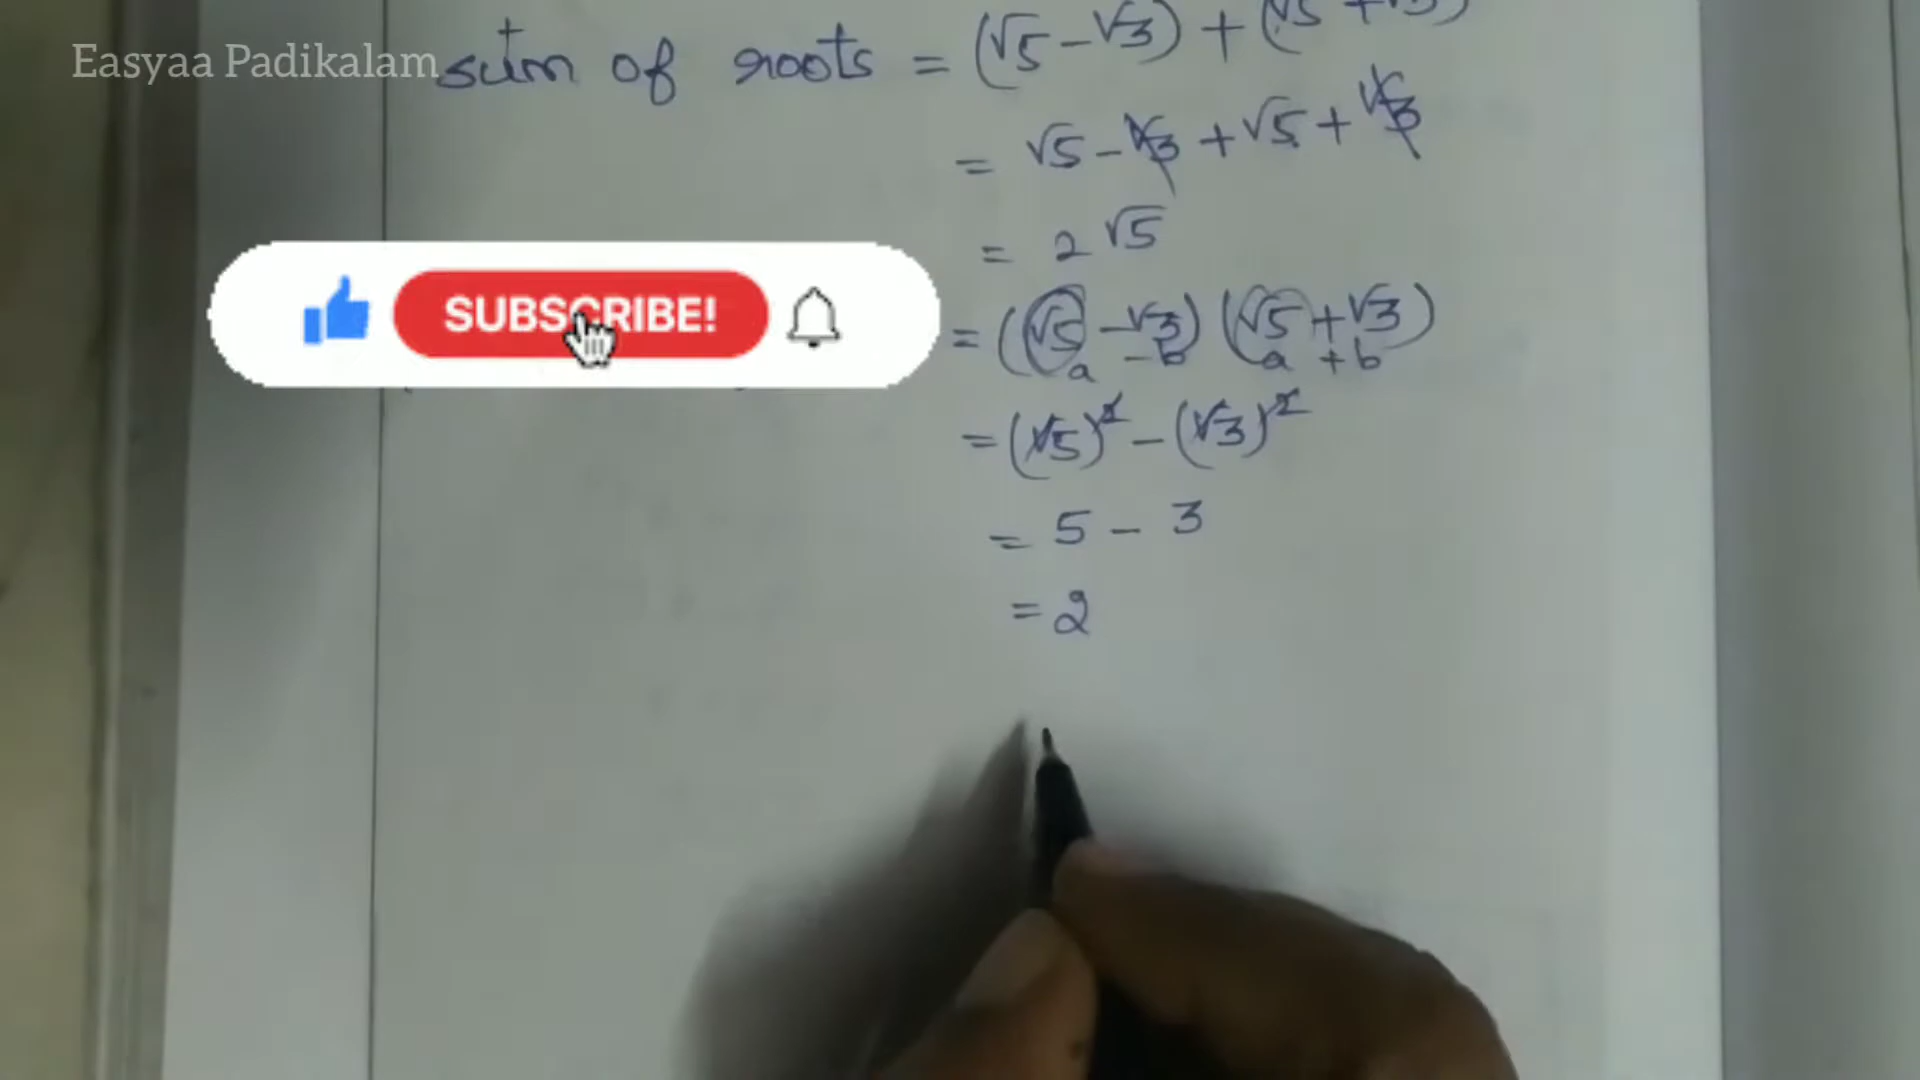 Easyaa Padikalam
sum of roots = (√5 - √3) + (√5 + √3)
+
= √5 - √3 + √5 + √3
= 2√5
SUBSCRIBE!
= (√5 - √3) (√5 + √3)
a - b a + b
= (√5)² - (√3)²
= 5 - 3
= 2